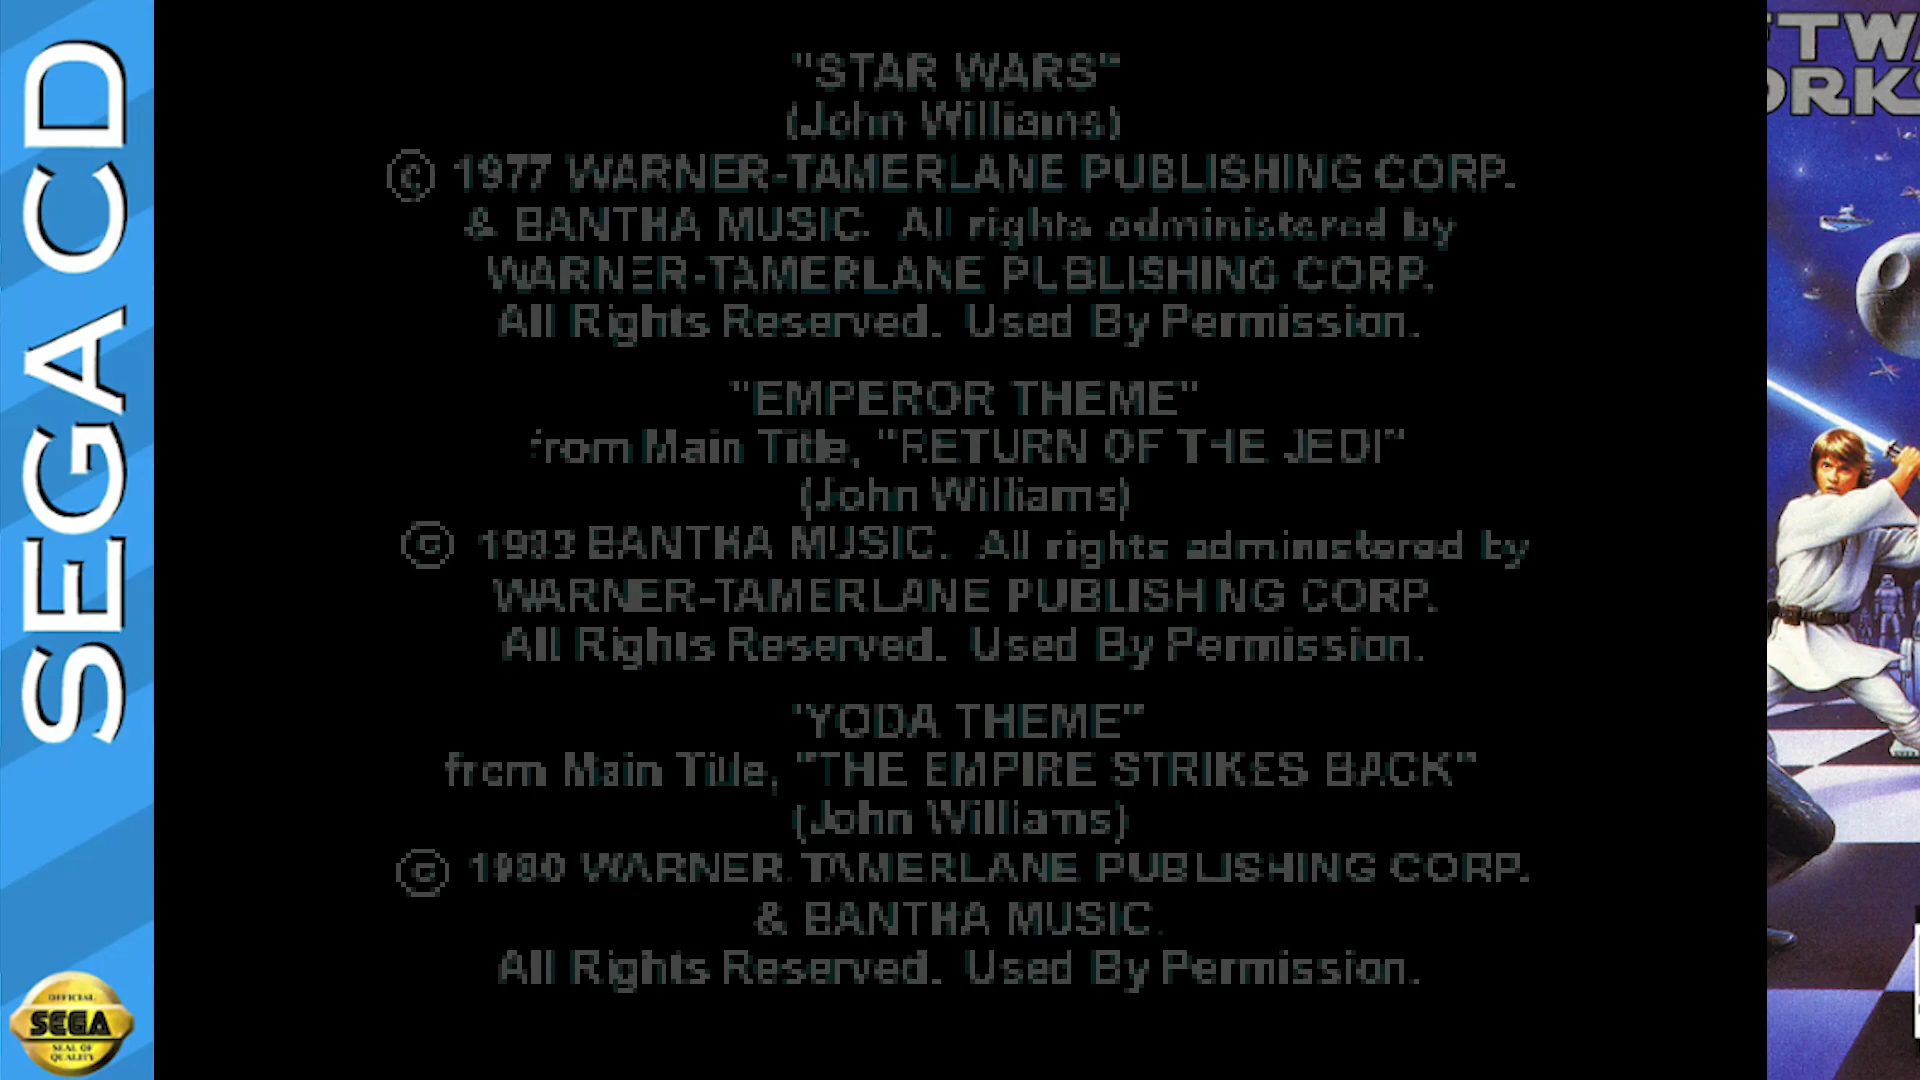 SEGA CD
"STAR WARS"
(John Williams)
© 1977 WARNER-TAMERLANE PUBLISHING CORP.
& BANTHA MUSIC. All rights administered by
WARNER-TAMERLANE PUBLISHING CORP.
All Rights Reserved. Used By Permission.
"EMPEROR THEME"
from Main Title, "RETURN OF THE JEDI"
(John Williams)
© 1983 BANTHA MUSIC. All rights administered by
WARNER-TAMERLANE PUBLISHING CORP.
All Rights Reserved. Used By Permission.
"YODA THEME"
from Main Title, "THE EMPIRE STRIKES BACK"
(John Williams)
© 1980 WARNER-TAMERLANE PUBLISHING CORP.
& BANTHA MUSIC.
All Rights Reserved. Used By Permission.
OFFICIAL
SEGA
SEAL OF
QUALITY